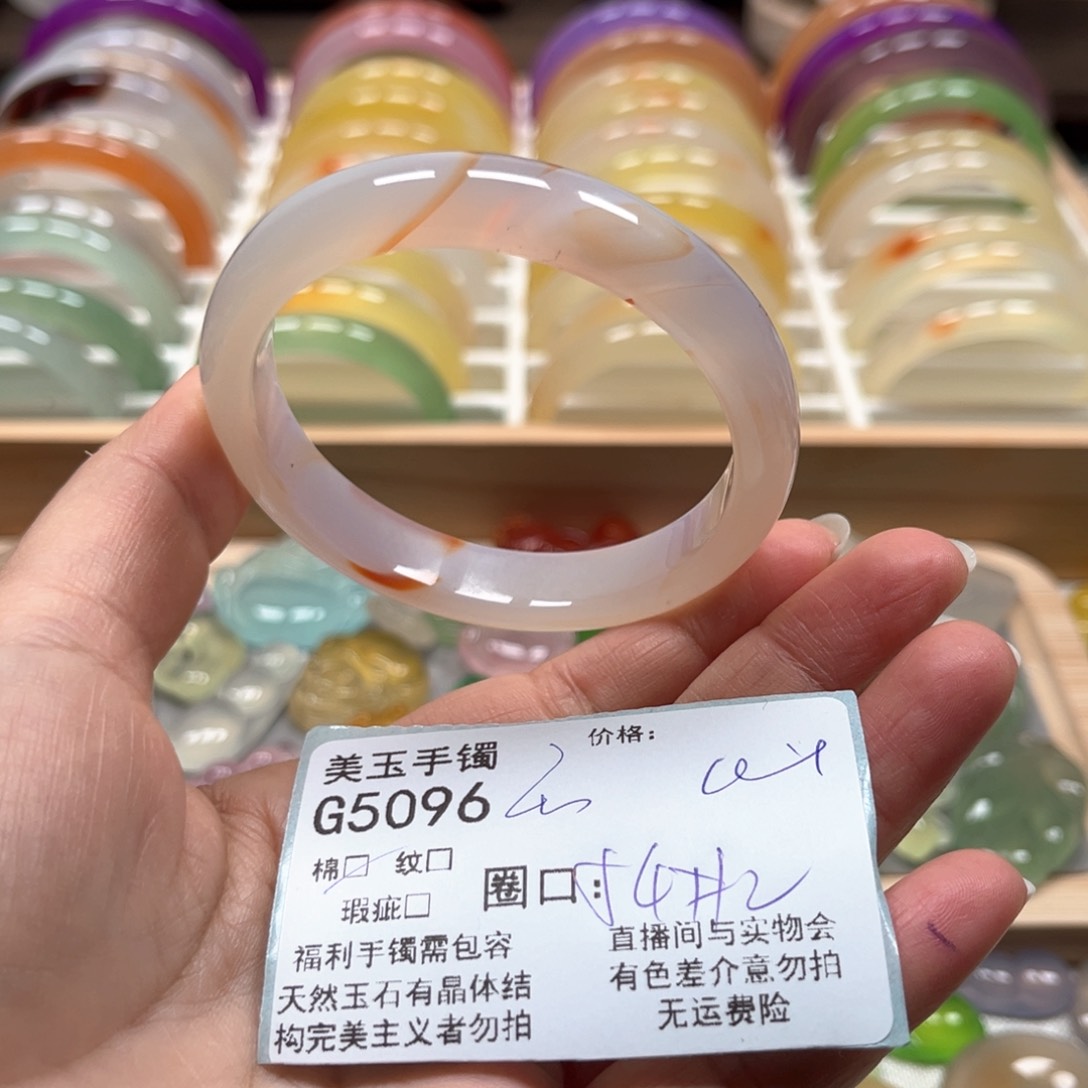 美玉手镯
价格：
G5096
棉☑ 纹□
圈口：54
瑕疵□
福利手镯需包容
天然玉石有晶体结
构完美主义者勿拍
直播间与实物会
有色差介意勿拍
无运费险